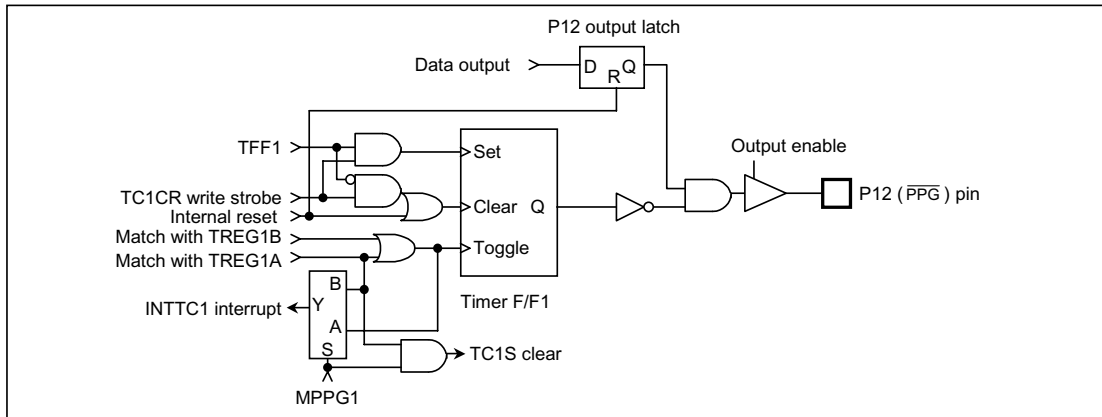 P12 output latch
Data output
D
Q
R
TFF1
Set
Output enable
TC1CR write strobe
Internal reset
Clear
Q
P12 ( P̅P̅G̅ ) pin
Match with TREG1B
Match with TREG1A
Toggle
B
INTTC1 interrupt
Y
Timer F/F1
A
S
TC1S clear
MPPG1